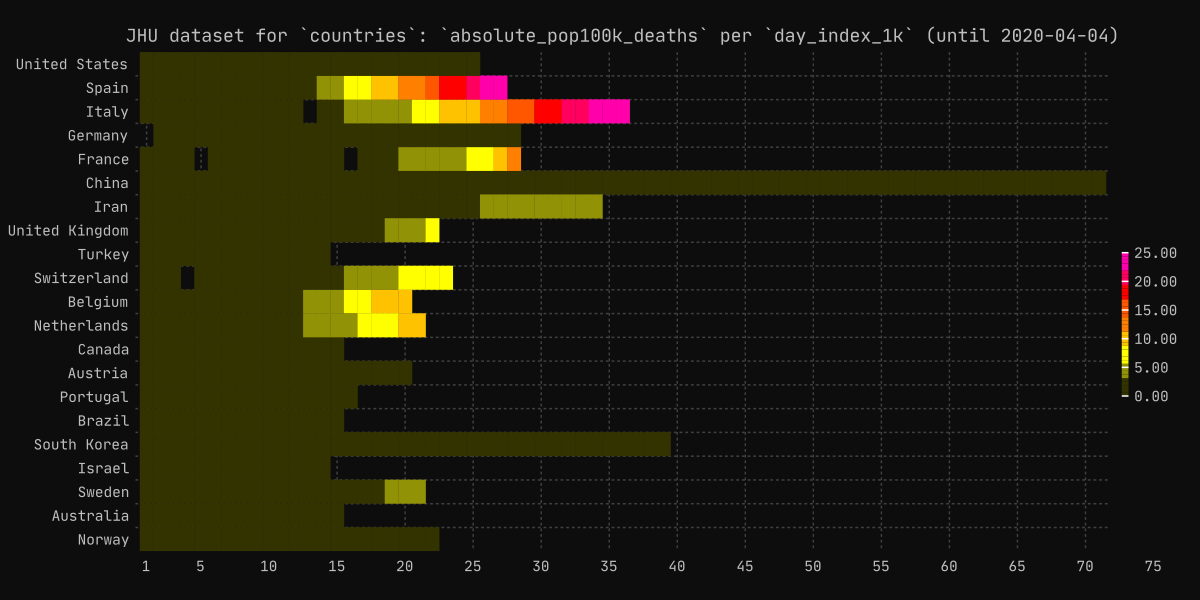 JHU dataset for `countries`: `absolute_pop100k_deaths` per `day_index_1k` (until 2020-04-04)
United States
Spain
Italy
Germany
France
China
Iran
United Kingdom
Turkey
Switzerland
Belgium
Netherlands
Canada
Austria
Portugal
Brazil
South Korea
Israel
Sweden
Australia
Norway
25.00
20.00
15.00
10.00
5.00
0.00
1 5 10 15 20 25 30 35 40 45 50 55 60 65 70 75